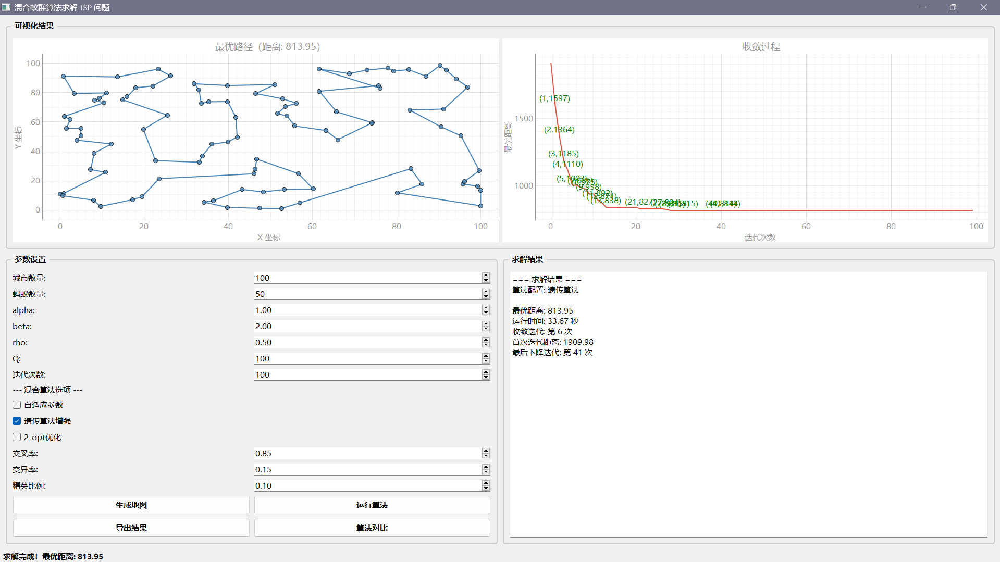 混合蚁群算法求解 TSP 问题
可视化结果
最优路径（距离: 813.95）
Y 坐标
100
80
60
40
20
0
0
20
40
60
80
100
X 坐标
收敛过程
最优距离
1500
1000
(1,1597)
(2,1364)
(3,1185)
(4,1110)
(9,938)
(13,838)
(21,827)
0
20
40
60
80
100
迭代次数
参数设置
城市数量: 100
蚂蚁数量: 50
alpha: 1.00
beta: 2.00
rho: 0.50
Q: 100
迭代次数: 100
--- 混合算法选项 ---
自适应参数
遗传算法增强
2-opt优化
交叉率: 0.85
变异率: 0.15
精英比例: 0.10
生成地图 运行算法
导出结果 算法对比
求解结果
=== 求解结果 ===
算法配置: 遗传算法
最优距离: 813.95
运行时间: 33.67 秒
收敛迭代: 第 6 次
首次迭代距离: 1909.98
最后下降迭代: 第 41 次
求解完成！最优距离: 813.95